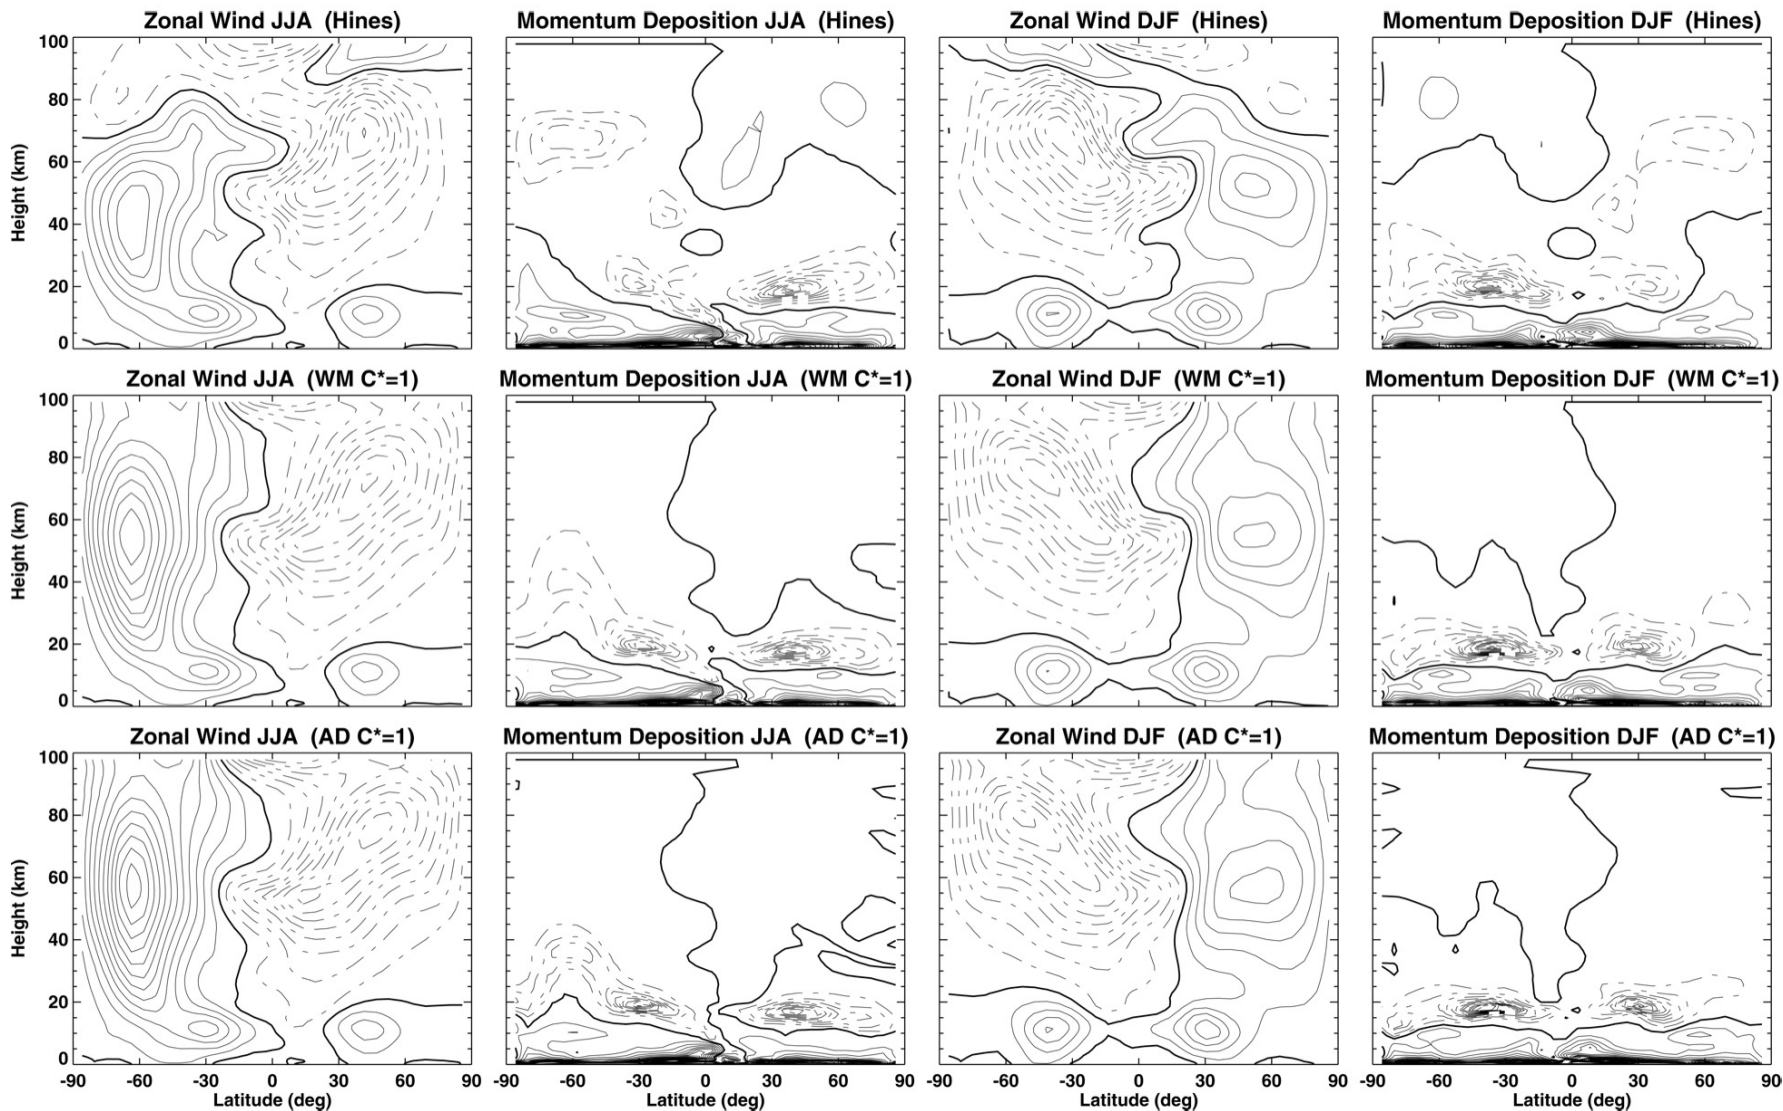 Zonal Wind JJA (Hines)
Momentum Deposition JJA (Hines)
Zonal Wind DJF (Hines)
Momentum Deposition DJF (Hines)
100
80
60
40
20
0
Height (km)
Zonal Wind JJA (WM C*=1)
Momentum Deposition JJA (WM C*=1)
Zonal Wind DJF (WM C*=1)
Momentum Deposition DJF (WM C*=1)
100
80
60
40
20
0
Height (km)
Zonal Wind JJA (AD C*=1)
Momentum Deposition JJA (AD C*=1)
Zonal Wind DJF (AD C*=1)
Momentum Deposition DJF (AD C*=1)
100
80
60
40
20
0
Height (km)
-90 -60 -30 0 30 60 -90 -60 -30 0 30 60 90 -90 -60 -30 0 30 60 -90 -60 -30 0 30 60 90
Latitude (deg) Latitude (deg) Latitude (deg) Latitude (deg)